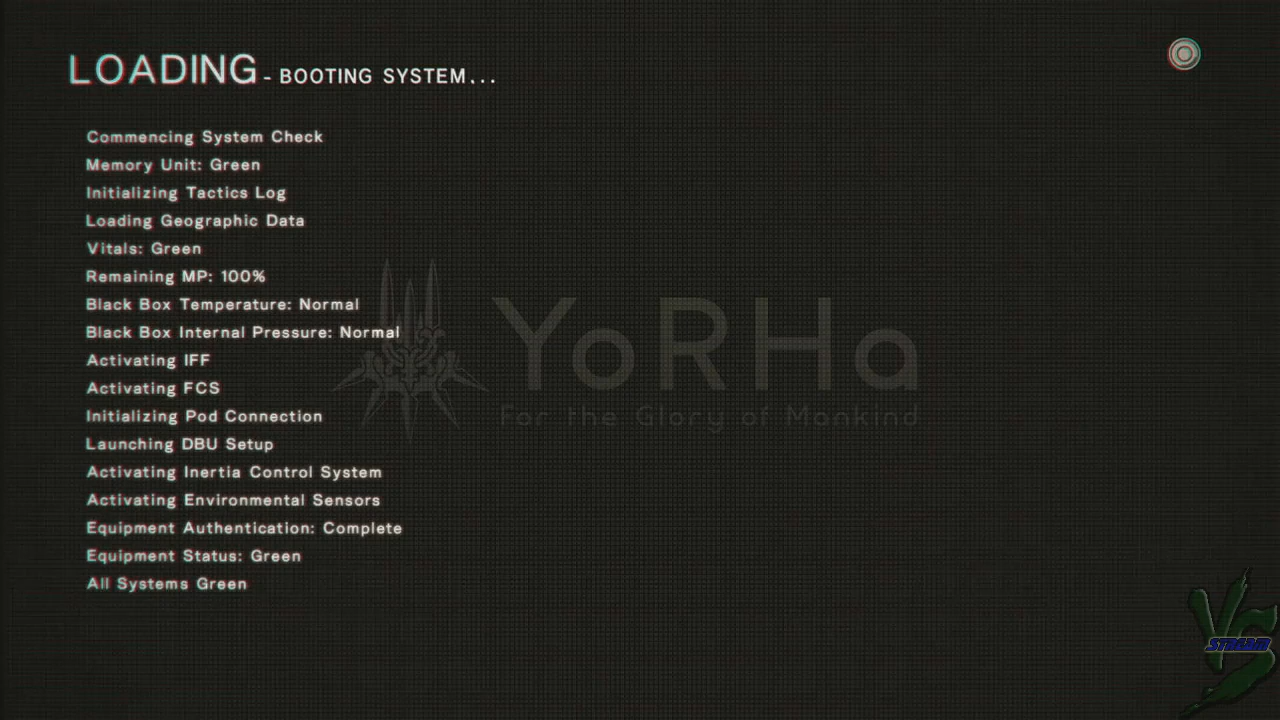 LOADING - BOOTING SYSTEM...
Commencing System Check
Memory Unit: Green
Initializing Tactics Log
Loading Geographic Data
Vitals: Green
Remaining MP: 100%
Black Box Temperature: Normal
Black Box Internal Pressure: Normal
Activating IFF
Activating FCS
Initializing Pod Connection
Launching DBU Setup
Activating Inertia Control System
Activating Environmental Sensors
Equipment Authentication: Complete
Equipment Status: Green
All Systems Green
YoRHa
For the Glory of Mankind
VS
STREAM